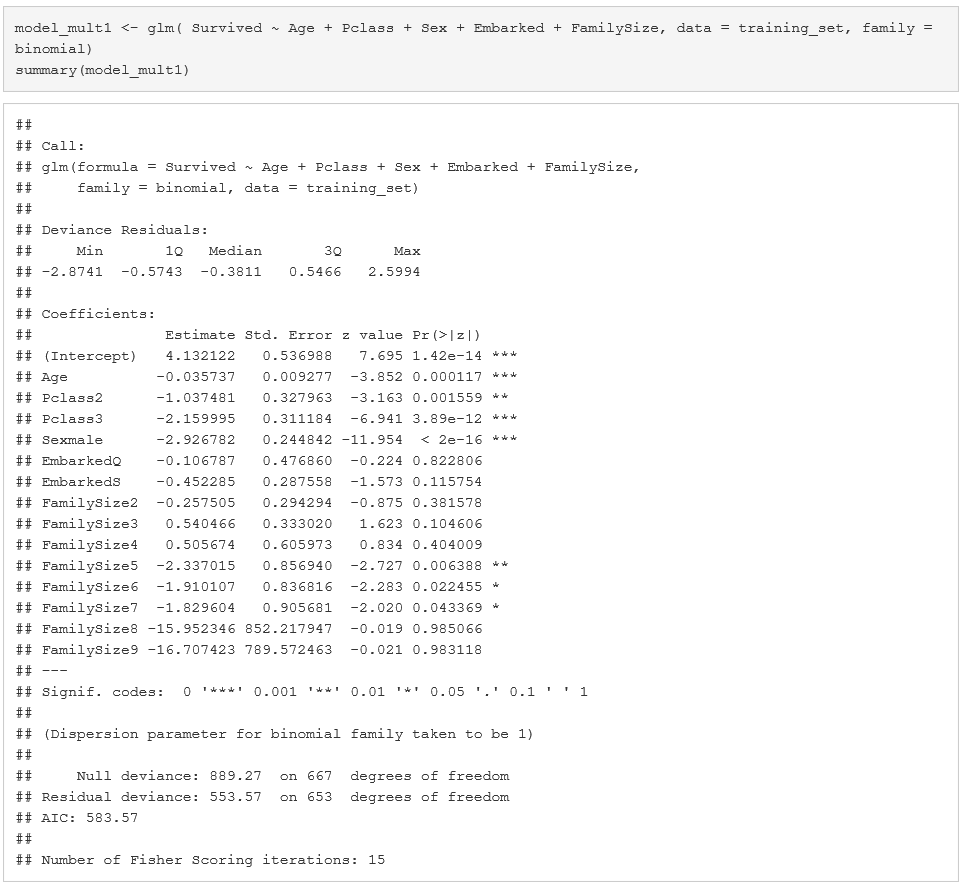 model_mult1 <- glm( Survived ~ Age + Pclass + Sex + Embarked + FamilySize, data = training_set, family =
binomial)
summary(model_mult1)
##
## Call:
## glm(formula = Survived ~ Age + Pclass + Sex + Embarked + FamilySize,
##     family = binomial, data = training_set)
##
## Deviance Residuals:
##     Min       1Q   Median       3Q      Max
## -2.8741  -0.5743  -0.3811   0.5466   2.5994
##
## Coefficients:
##               Estimate Std. Error z value Pr(>|z|)
## (Intercept)   4.132122   0.536988   7.695 1.42e-14 ***
## Age          -0.035737   0.009277  -3.852 0.000117 ***
## Pclass2      -1.037481   0.327963  -3.163 0.001559 **
## Pclass3      -2.159995   0.311184  -6.941 3.89e-12 ***
## Sexmale      -2.926782   0.244842 -11.954  < 2e-16 ***
## EmbarkedQ    -0.106787   0.476860  -0.224 0.822806
## EmbarkedS    -0.452285   0.287558  -1.573 0.115754
## FamilySize2  -0.257505   0.294294  -0.875 0.381578
## FamilySize3   0.540466   0.333020   1.623 0.104606
## FamilySize4   0.505674   0.605973   0.834 0.404009
## FamilySize5  -2.337015   0.856940  -2.727 0.006388 **
## FamilySize6  -1.910107   0.836816  -2.283 0.022455 *
## FamilySize7  -1.829604   0.905681  -2.020 0.043369 *
## FamilySize8 -15.952346 852.217947  -0.019 0.985066
## FamilySize9 -16.707423 789.572463  -0.021 0.983118
## ---
## Signif. codes:  0 '***' 0.001 '**' 0.01 '*' 0.05 '.' 0.1 ' ' 1
##
## (Dispersion parameter for binomial family taken to be 1)
##
##     Null deviance: 889.27  on 667  degrees of freedom
## Residual deviance: 553.57  on 653  degrees of freedom
## AIC: 583.57
##
## Number of Fisher Scoring iterations: 15